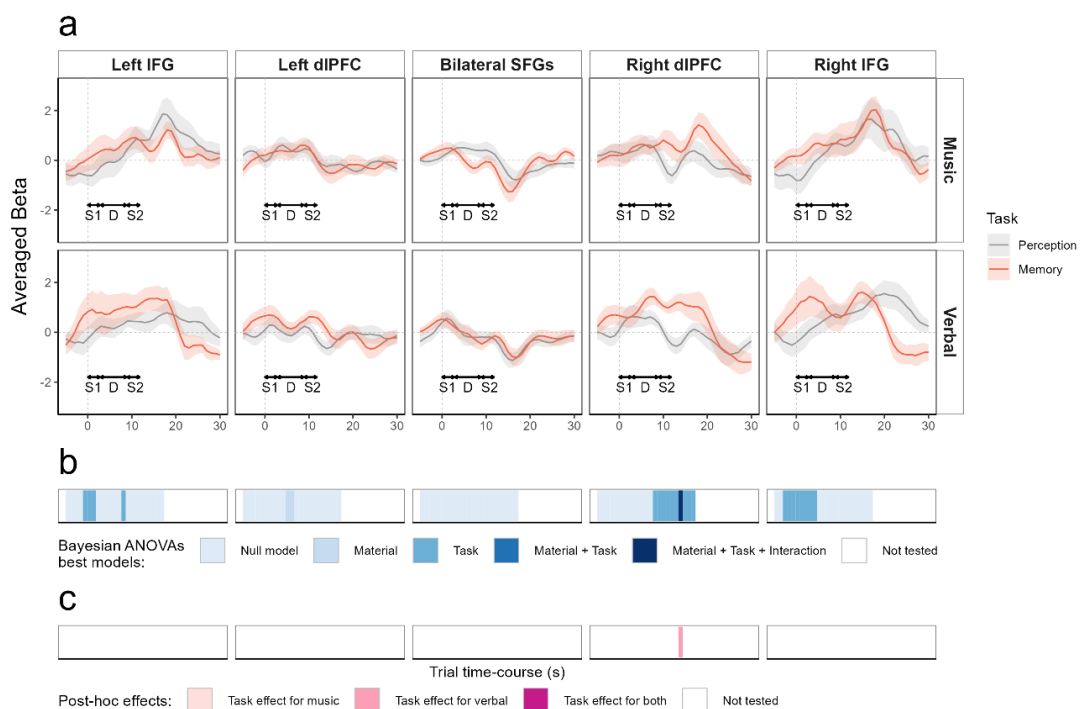 a
Left IFG
Left dlPFC
Bilateral SFGs
Right dlPFC
Right IFG
Averaged Beta
2
0
-2
S1 D S2
S1 D S2
S1 D S2
S1 D S2
S1 D S2
Music
2
0
-2
S1 D S2
S1 D S2
S1 D S2
S1 D S2
S1 D S2
Verbal
0 10 20 30
0 10 20 30
0 10 20 30
0 10 20 30
0 10 20 30
Task
Perception
Memory
b
Bayesian ANOVAs
best models:
Null model
Material
Task
Material + Task
Material + Task + Interaction
Not tested
c
Trial time-course (s)
Post-hoc effects:
Task effect for music
Task effect for verbal
Task effect for both
Not tested